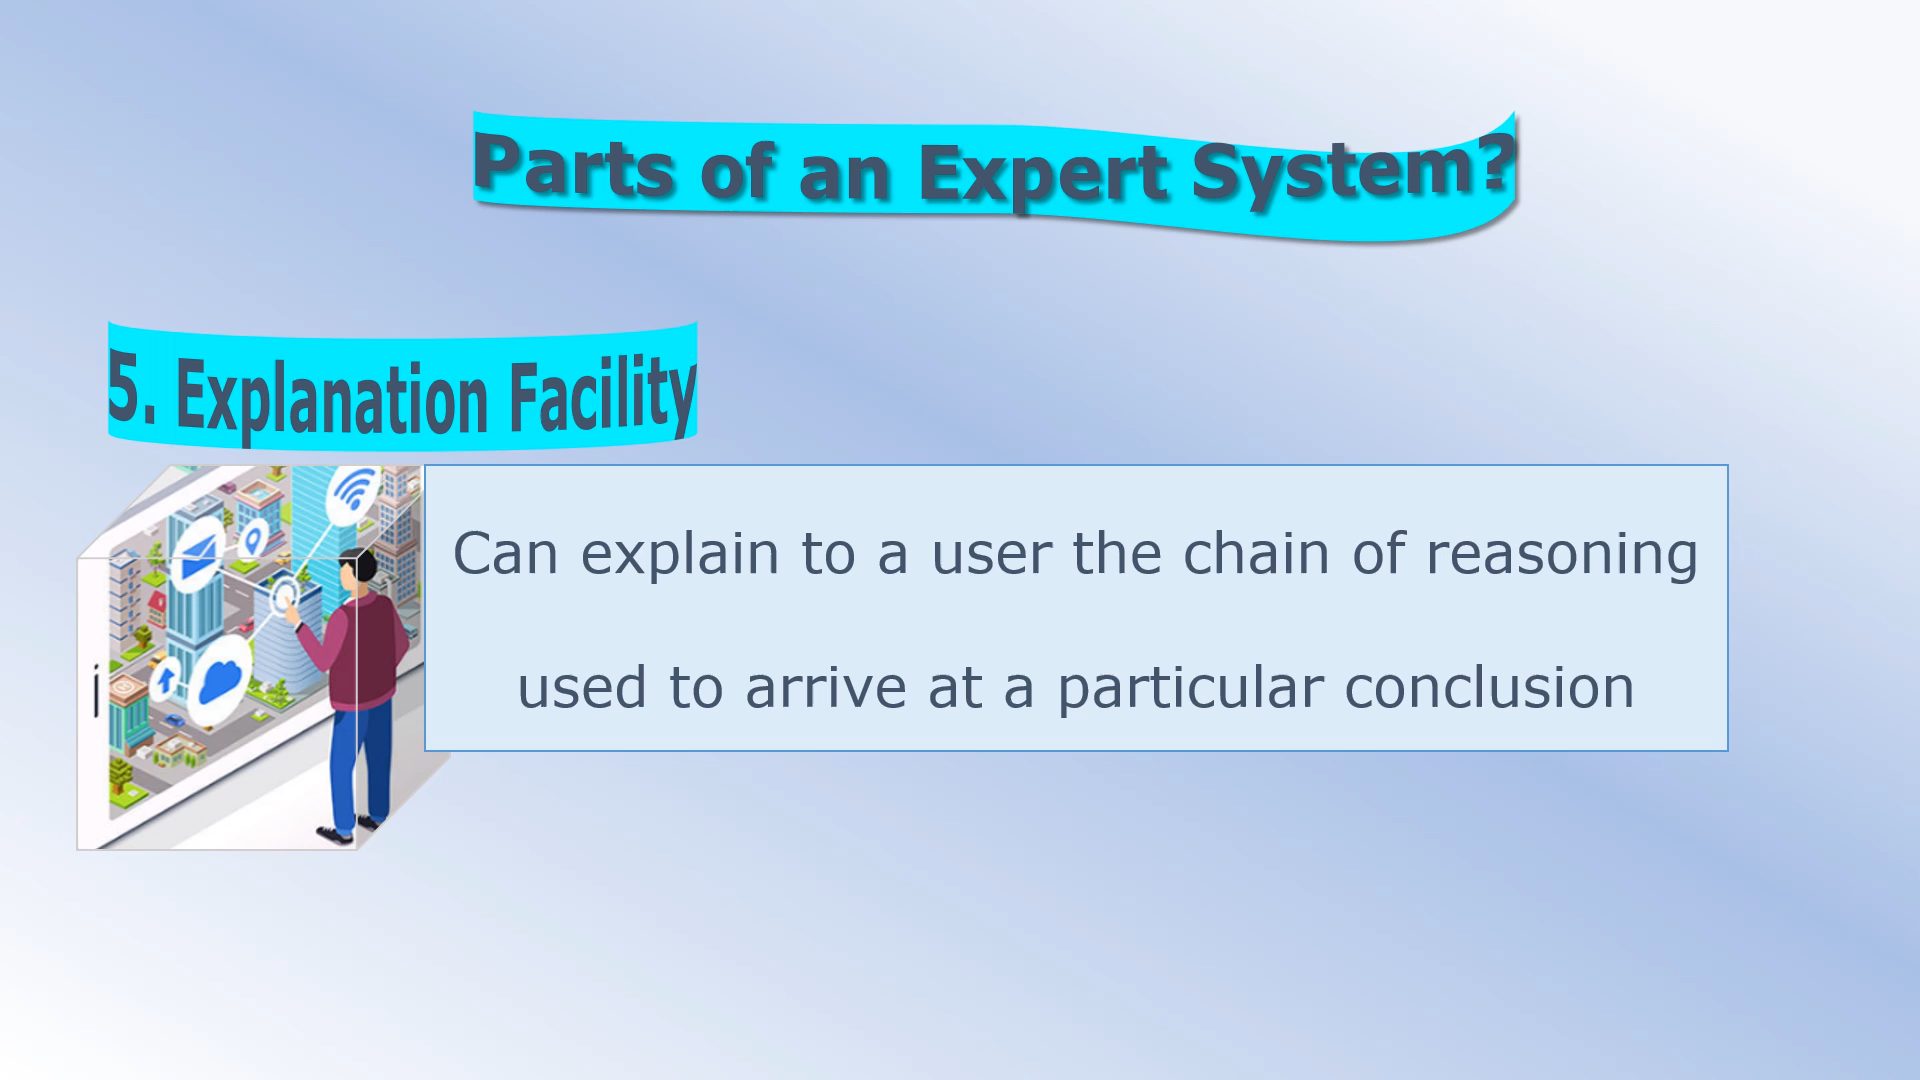 Parts of an Expert System?
5. Explanation Facility
Can explain to a user the chain of reasoning
used to arrive at a particular conclusion